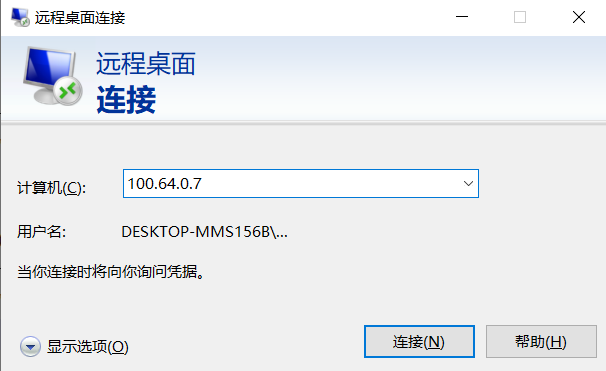 远程桌面连接
远程桌面
连接
计算机(C): 100.64.0.7
用户名: DESKTOP-MMS156B\...
当你连接时将向你询问凭据。
显示选项(O) 连接(N) 帮助(H)